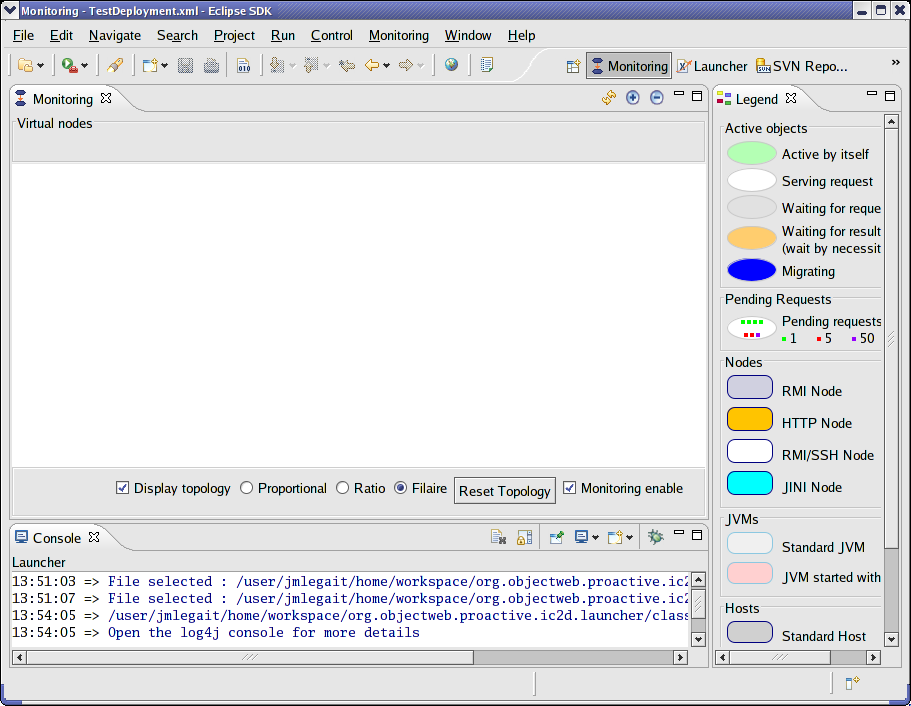 Monitoring - TestDeployment.xml - Eclipse SDK
File Edit Navigate Search Project Run Control Monitoring Window Help
010
Monitoring Launcher SVN SVN Repo... »
Monitoring
Virtual nodes
Display topology Proportional Ratio Filaire Reset Topology Monitoring enable
Console
Launcher
13:51:03 => File selected : /user/jmlegait/home/workspace/org.objectweb.proactive.ic2
13:51:07 => File selected : /user/jmlegait/home/workspace/org.objectweb.proactive.ic2
13:54:05 => /user/jmlegait/home/workspace/org.objectweb.proactive.ic2d.launcher/class
13:54:05 => Open the log4j console for more details
Legend
Active objects
Active by itself
Serving request
Waiting for reque
Waiting for result
(wait by necessit
Migrating
Pending Requests
Pending requests
1 5 50
Nodes
RMI Node
HTTP Node
RMI/SSH Node
JINI Node
JVMs
Standard JVM
JVM started with
Hosts
Standard Host